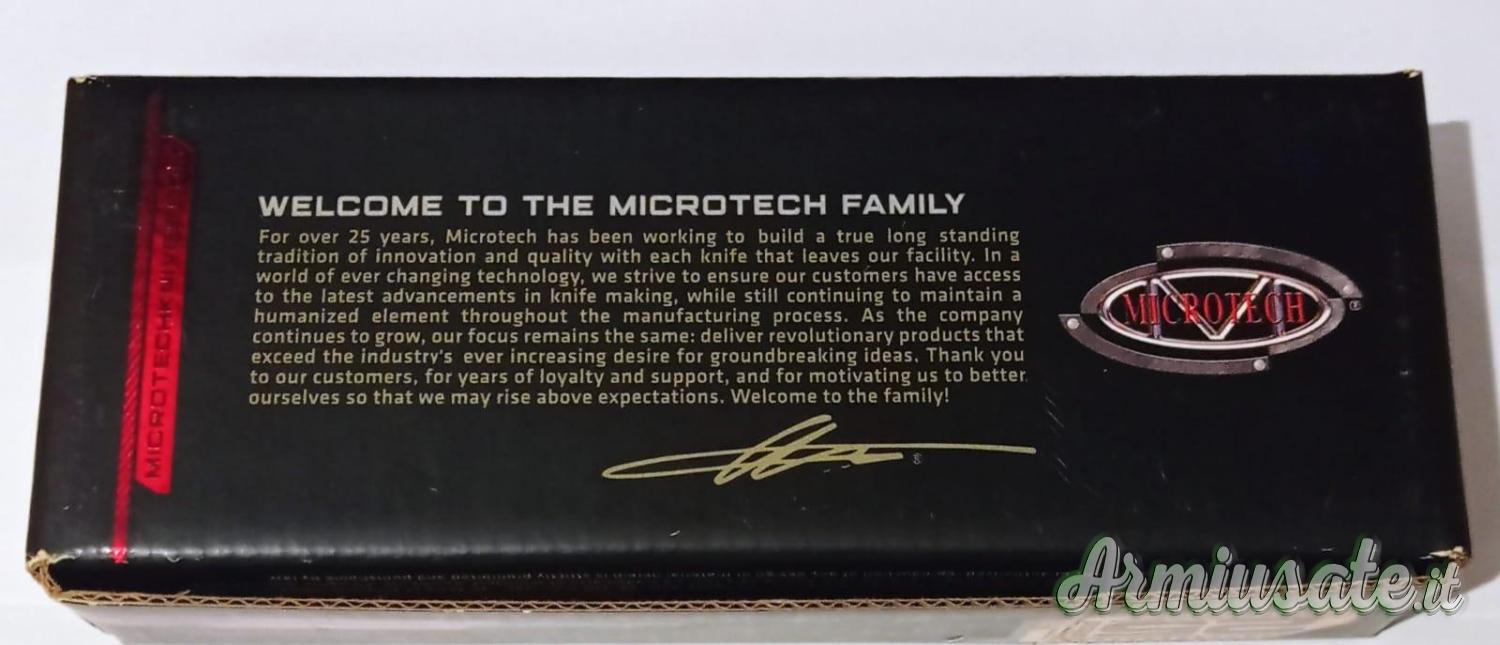 WELCOME TO THE MICROTECH FAMILY
For over 25 years, Microtech has been working to build a true long standing
tradition of innovation and quality with each knife that leaves our facility. In a
world of ever changing technology, we strive to ensure our customers have access
to the latest advancements in knife making, while still continuing to maintain a
humanized element throughout the manufacturing process. As the company
continues to grow, our focus remains the same: deliver revolutionary products that
exceed the industry's ever increasing desire for groundbreaking ideas. Thank you
to our customers, for years of loyalty and support, and for motivating us to better
ourselves so that we may rise above expectations. Welcome to the family!
MICROTECH
®
Armiusate.it